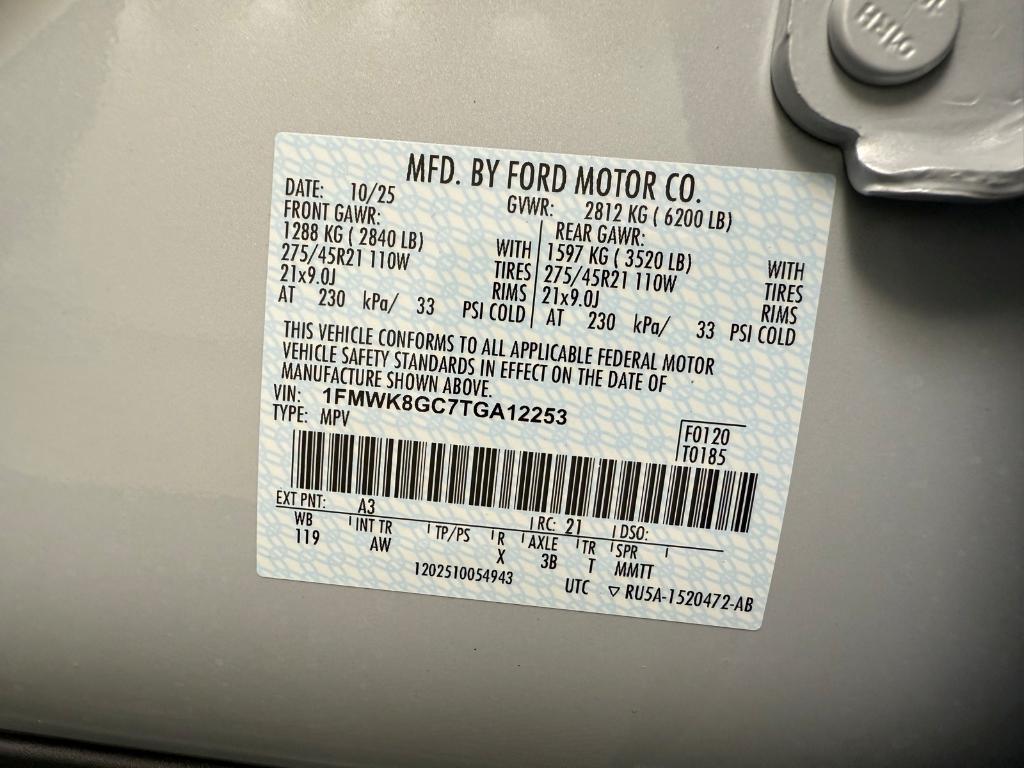 MFD. BY FORD MOTOR CO.
DATE: 10/25 GVWR: 2812 KG ( 6200 LB)
FRONT GAWR: REAR GAWR:
1288 KG ( 2840 LB) WITH 1597 KG ( 3520 LB) WITH
275/45R21 110W TIRES 275/45R21 110W TIRES
21x9.0J RIMS 21x9.0J RIMS
AT 230 kPa/ 33 PSI COLD AT 230 kPa/ 33 PSI COLD
THIS VEHICLE CONFORMS TO ALL APPLICABLE FEDERAL MOTOR
VEHICLE SAFETY STANDARDS IN EFFECT ON THE DATE OF
MANUFACTURE SHOWN ABOVE.
VIN: 1FMWK8GC7TGA12253
TYPE: MPV
F0120
T0185
EXT PNT: A3 RC: 21 DSO:
WB INT TR TP/PS R AXLE TR SPR
119 AW X 3B T MMTT
1202510054943 UTC ▽ RU5A-1520472-AB